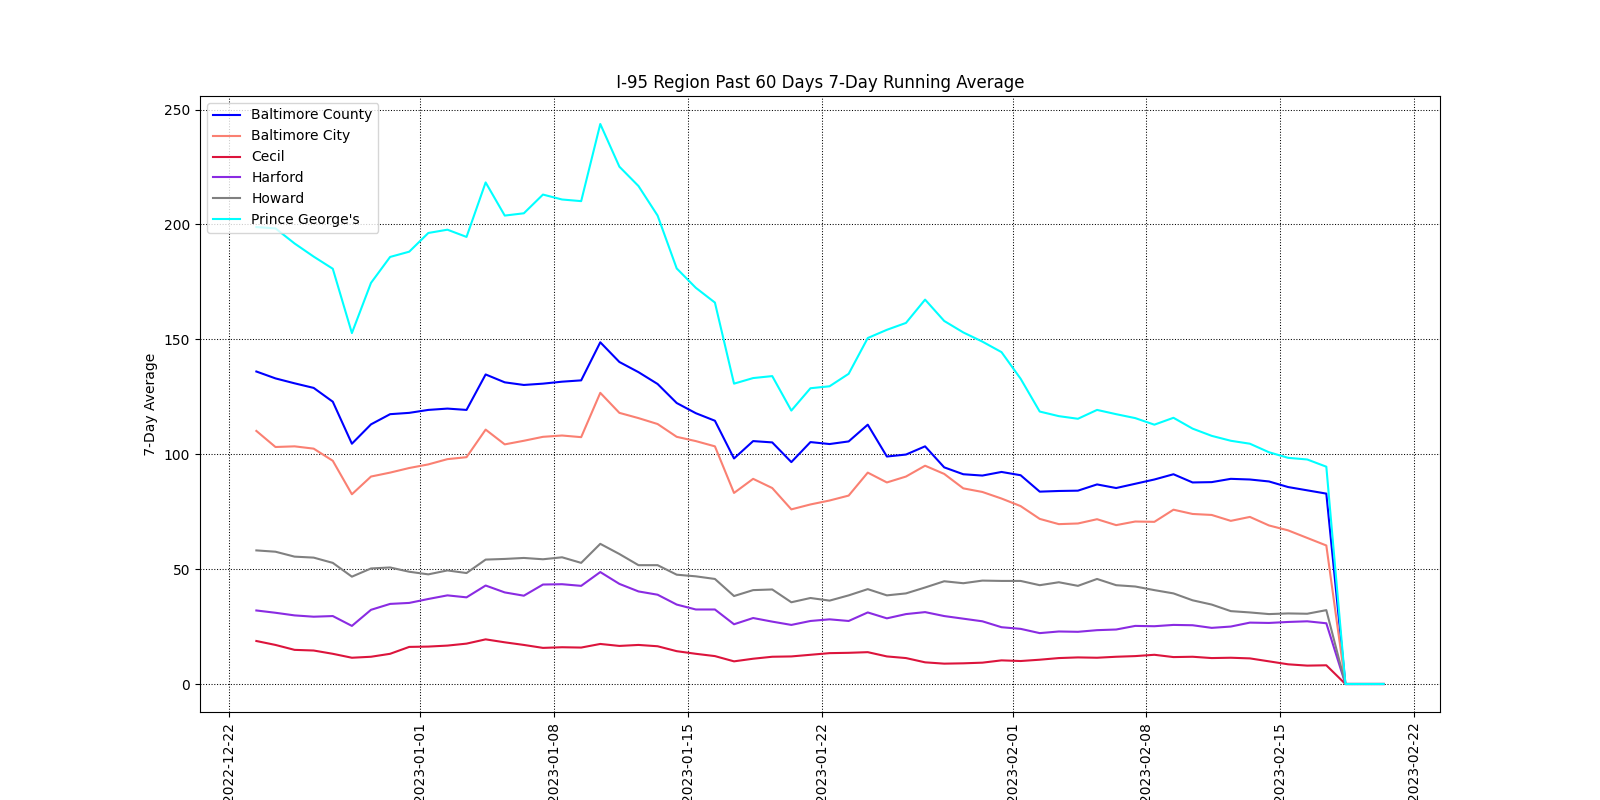 I-95 Region Past 60 Days 7-Day Running Average
250
200
150
100
50
0
7-Day Average
Baltimore County
Baltimore City
Cecil
Harford
Howard
Prince George's
2022-12-22
2023-01-01
2023-01-08
2023-01-15
2023-01-22
2023-02-01
2023-02-08
2023-02-15
2023-02-22